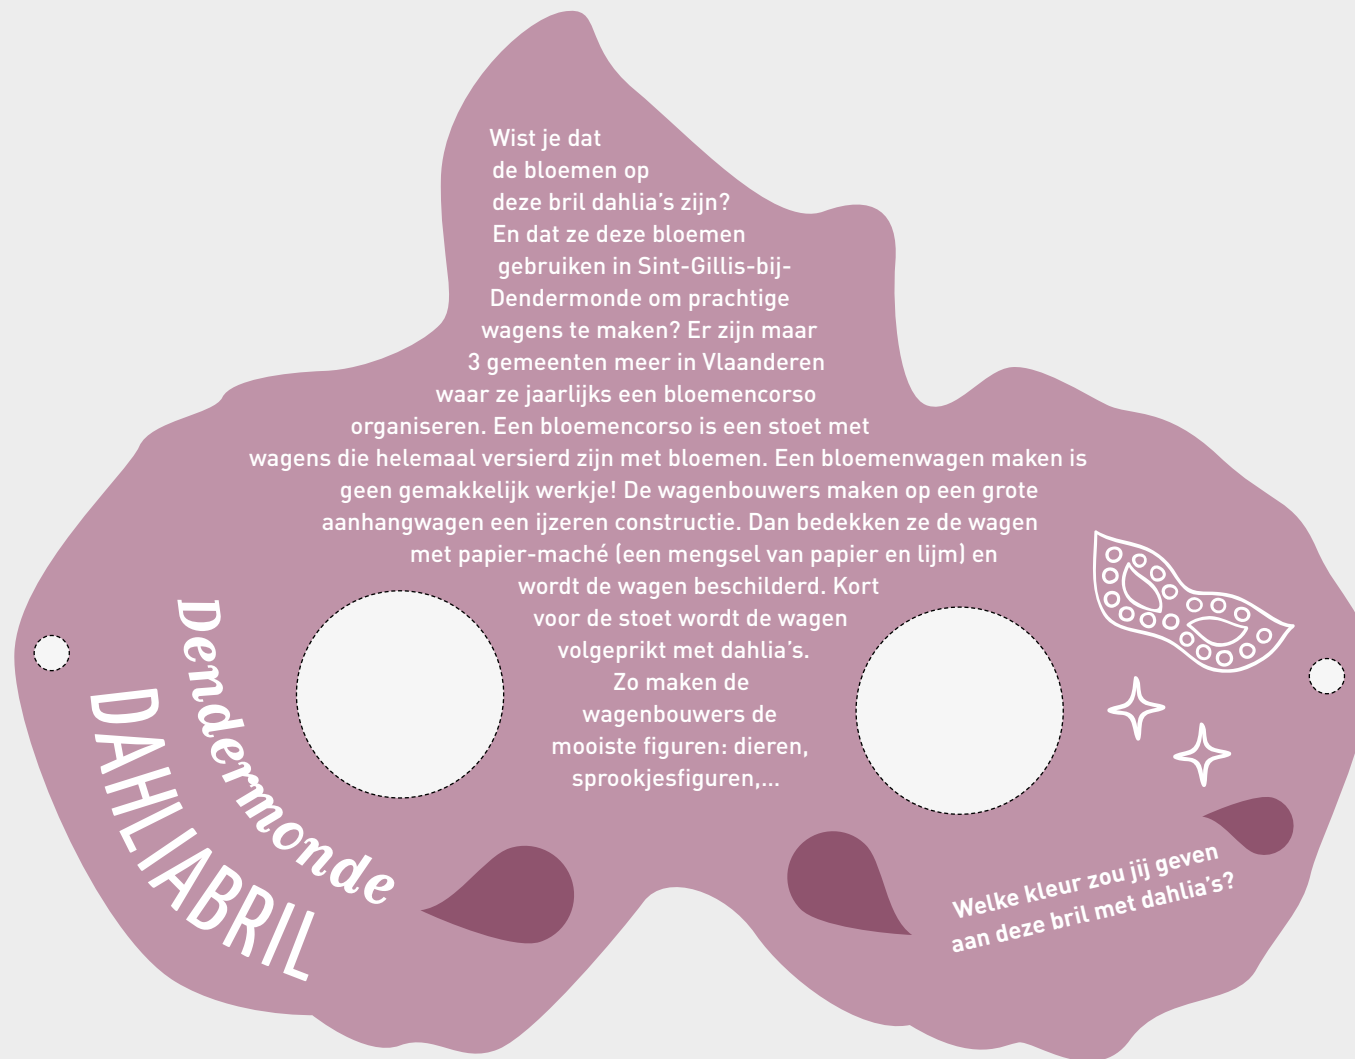 Wist je dat
de bloemen op
deze bril dahlia's zijn?
En dat ze deze bloemen
gebruiken in Sint-Gillis-bij-
Dendermonde om prachtige
wagens te maken? Er zijn maar
3 gemeenten meer in Vlaanderen
waar ze jaarlijks een bloemencorso
organiseren. Een bloemencorso is een stoet met
wagens die helemaal versierd zijn met bloemen. Een bloemenwagen maken is
geen gemakkelijk werkje! De wagenbouwers maken op een grote
aanhangwagen een ijzeren constructie. Dan bedekken ze de wagen
met papier-maché (een mengsel van papier en lijm) en
wordt de wagen beschilderd. Kort
voor de stoet wordt de wagen
volgeprikt met dahlia's.
Zo maken de
wagenbouwers de
mooiste figuren: dieren,
sprookjesfiguren,...
Dendermonde
DAHLIABRIL
Welke kleur zou jij geven
aan deze bril met dahlia's?